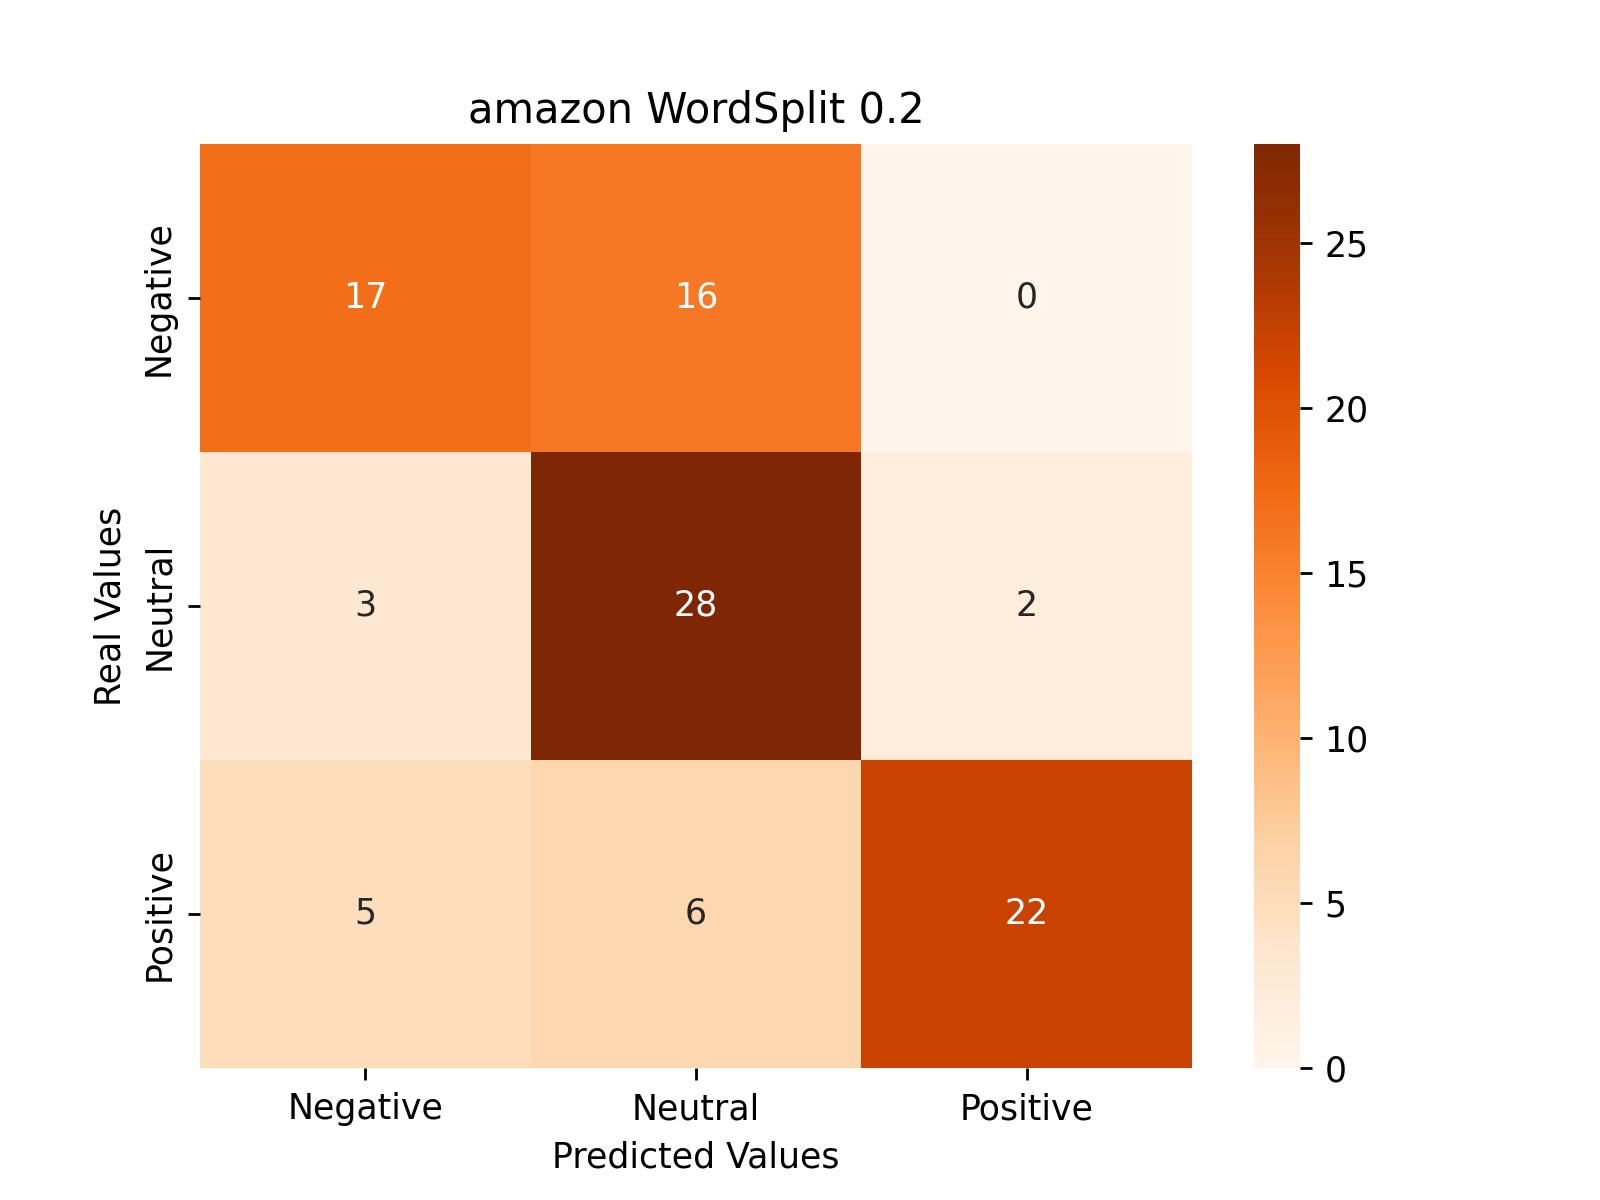 amazon WordSplit 0.2
Real Values
Negative
17 16 0
Neutral
3 28 2
Positive
5 6 22
Negative Neutral Positive
Predicted Values
25
20
15
10
5
0